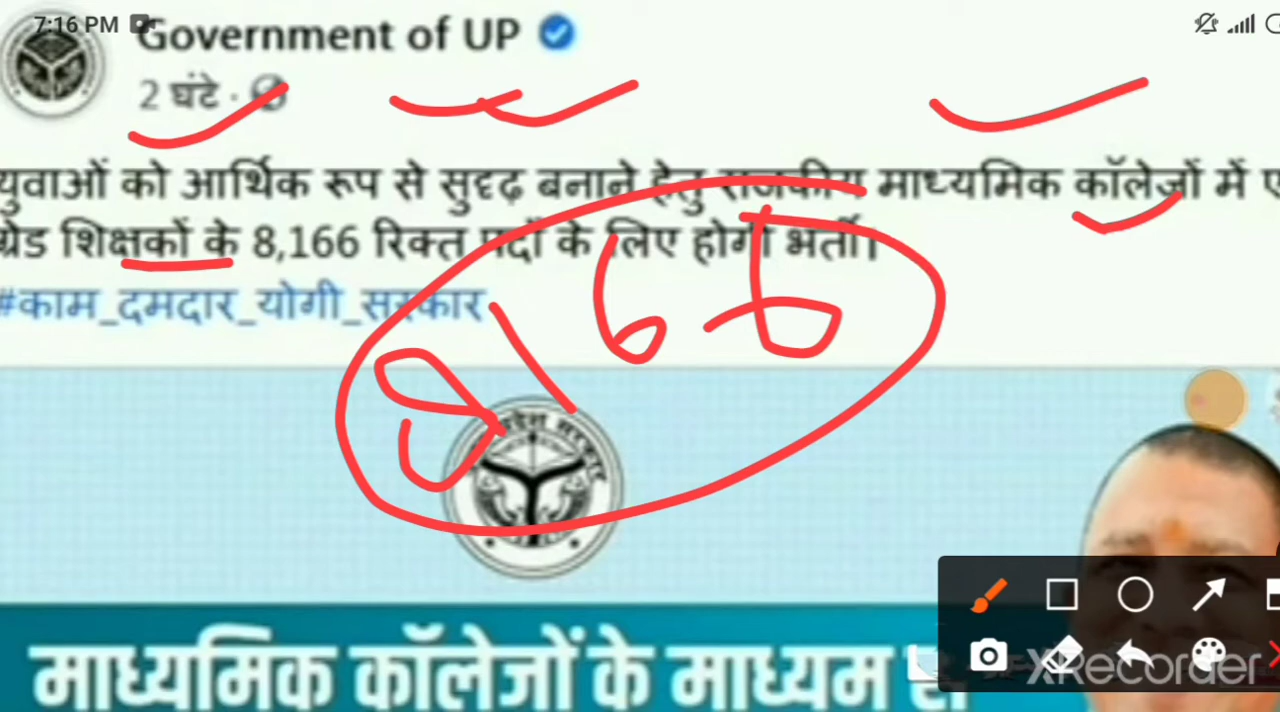 7:16 PM
Government of UP
2 घंटे ·
युवाओं को आर्थिक रूप से सुदृढ़ बनाने हेतु राजकीय माध्यमिक कॉलेजों में
ग्रेड शिक्षकों के 8,166 रिक्त पदों के लिए होगी भर्ती।
#काम_दमदार_योगी_सरकार
8166
माध्यमिक कॉलेजों के माध्यम से
XRecorder